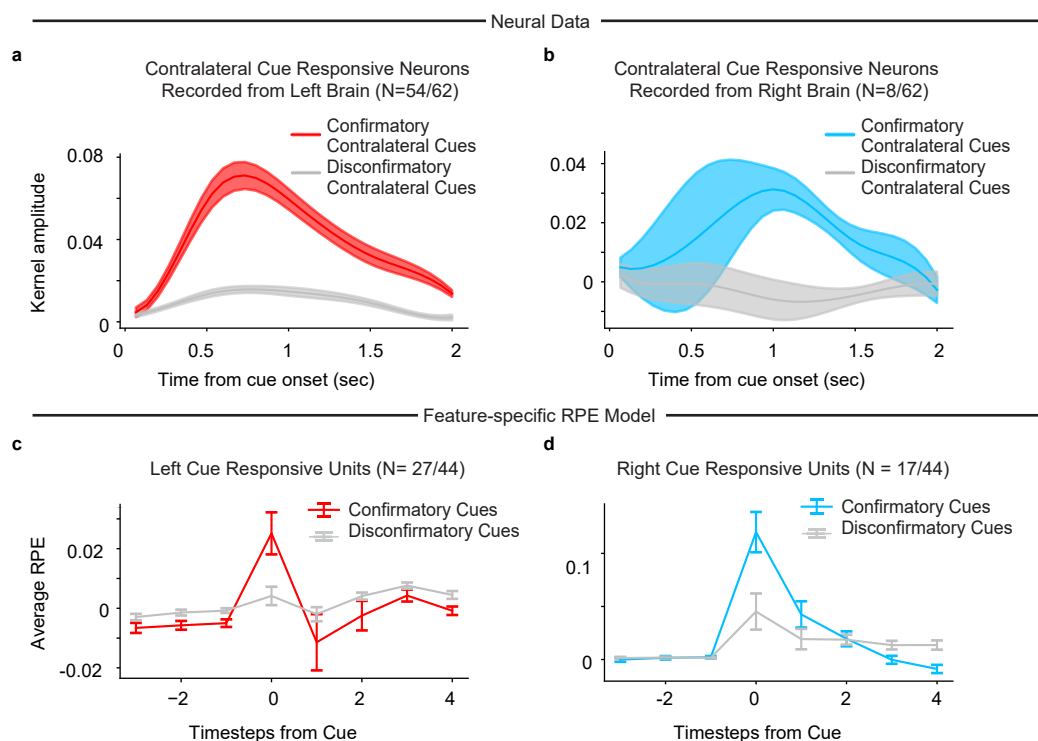 Neural Data
a
Contralateral Cue Responsive Neurons
Recorded from Left Brain (N=54/62)
Confirmatory
Contralateral Cues
Disconfirmatory
Contralateral Cues
Kernel amplitude
0.08
0.04
0
0
0.5
1
1.5
2
Time from cue onset (sec)
b
Contralateral Cue Responsive Neurons
Recorded from Right Brain (N=8/62)
Confirmatory
Contralateral Cues
Disconfirmatory
Contralateral Cues
0.04
0.02
0
0
0.5
1
1.5
2
Time from cue onset (sec)
Feature-specific RPE Model
c
Left Cue Responsive Units (N= 27/44)
Confirmatory Cues
Disconfirmatory Cues
Average RPE
0.02
0
-0.02
−2
0
2
4
Timesteps from Cue
d
Right Cue Responsive Units (N = 17/44)
Confirmatory Cues
Disconfirmatory Cues
0.1
0
-2
0
2
4
Timesteps from Cue